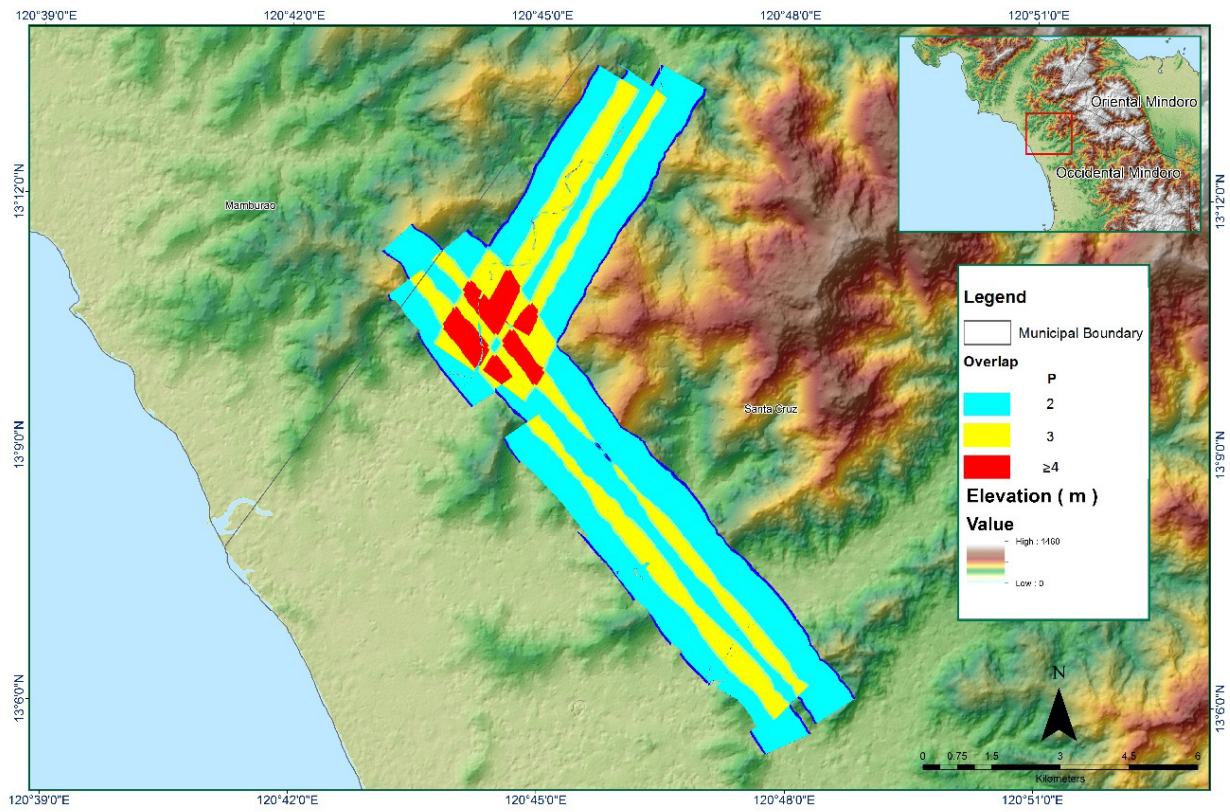 120°39'0"E
120°42'0"E
120°45'0"E
120°48'0"E
120°51'0"E
Oriental Mindoro
Occidental Mindoro
13°12'0"N
13°12'0"N
Mamburao
Legend
Municipal Boundary
Overlap
P
2
3
≥4
Elevation ( m )
Value
High : 1460
Low : 0
Santa Cruz
13°9'0"N
13°9'0"N
13°6'0"N
13°6'0"N
N
0 0.75 1.5 3 4.5 6
Kilometers
120°39'0"E
120°42'0"E
120°45'0"E
120°48'0"E
120°51'0"E